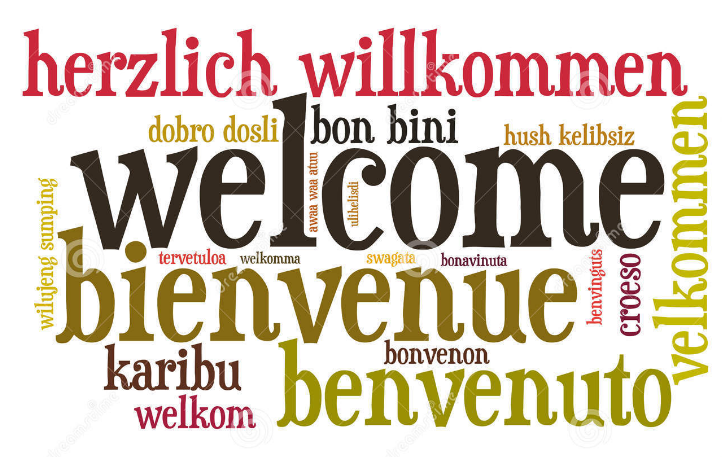 herzlich willkommen
dobro dosli
bon bini
hush kelibsiz
welcome
awaa waa atuu
ulihelisdi
velkommen
wilujeng sumping
tervetuloa
welkomma
swagata
bonavinuta
bienvenue
benvinguts
croeso
karibu
bonvenon
benvenuto
welkom